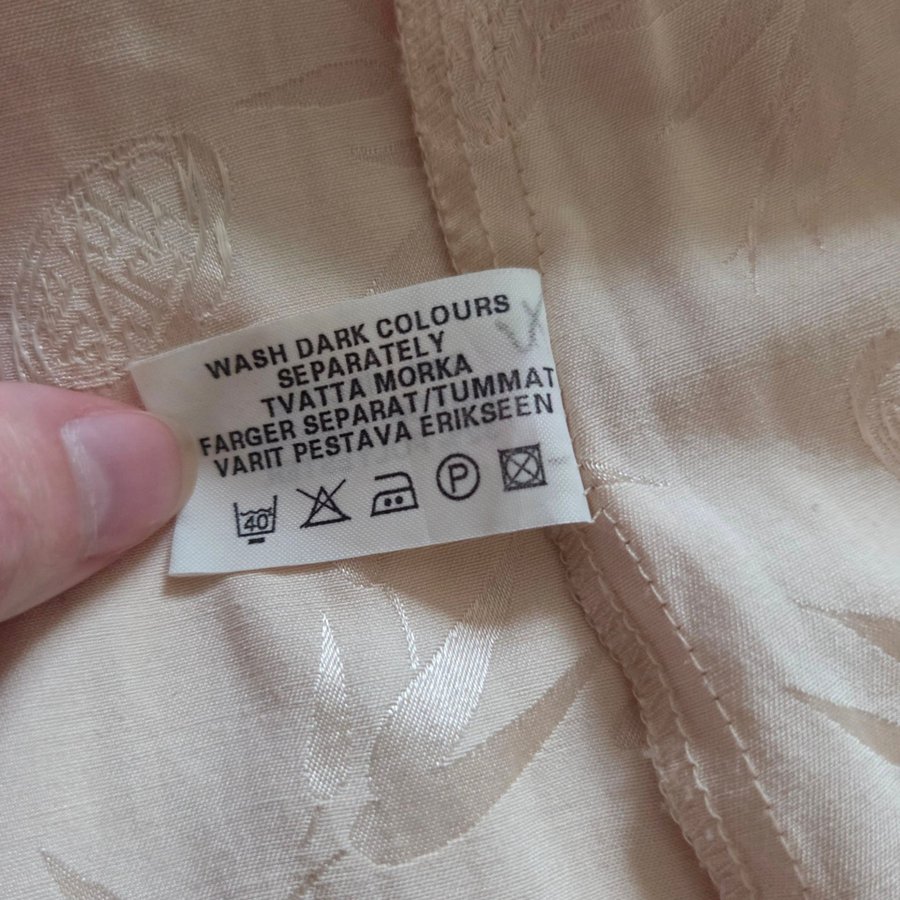 WASH DARK COLOURS
SEPARATELY
TVATTA MORKA
FARGER SEPARAT/TUMMAT
VARIT PESTAVA ERIKSEEN
40 P